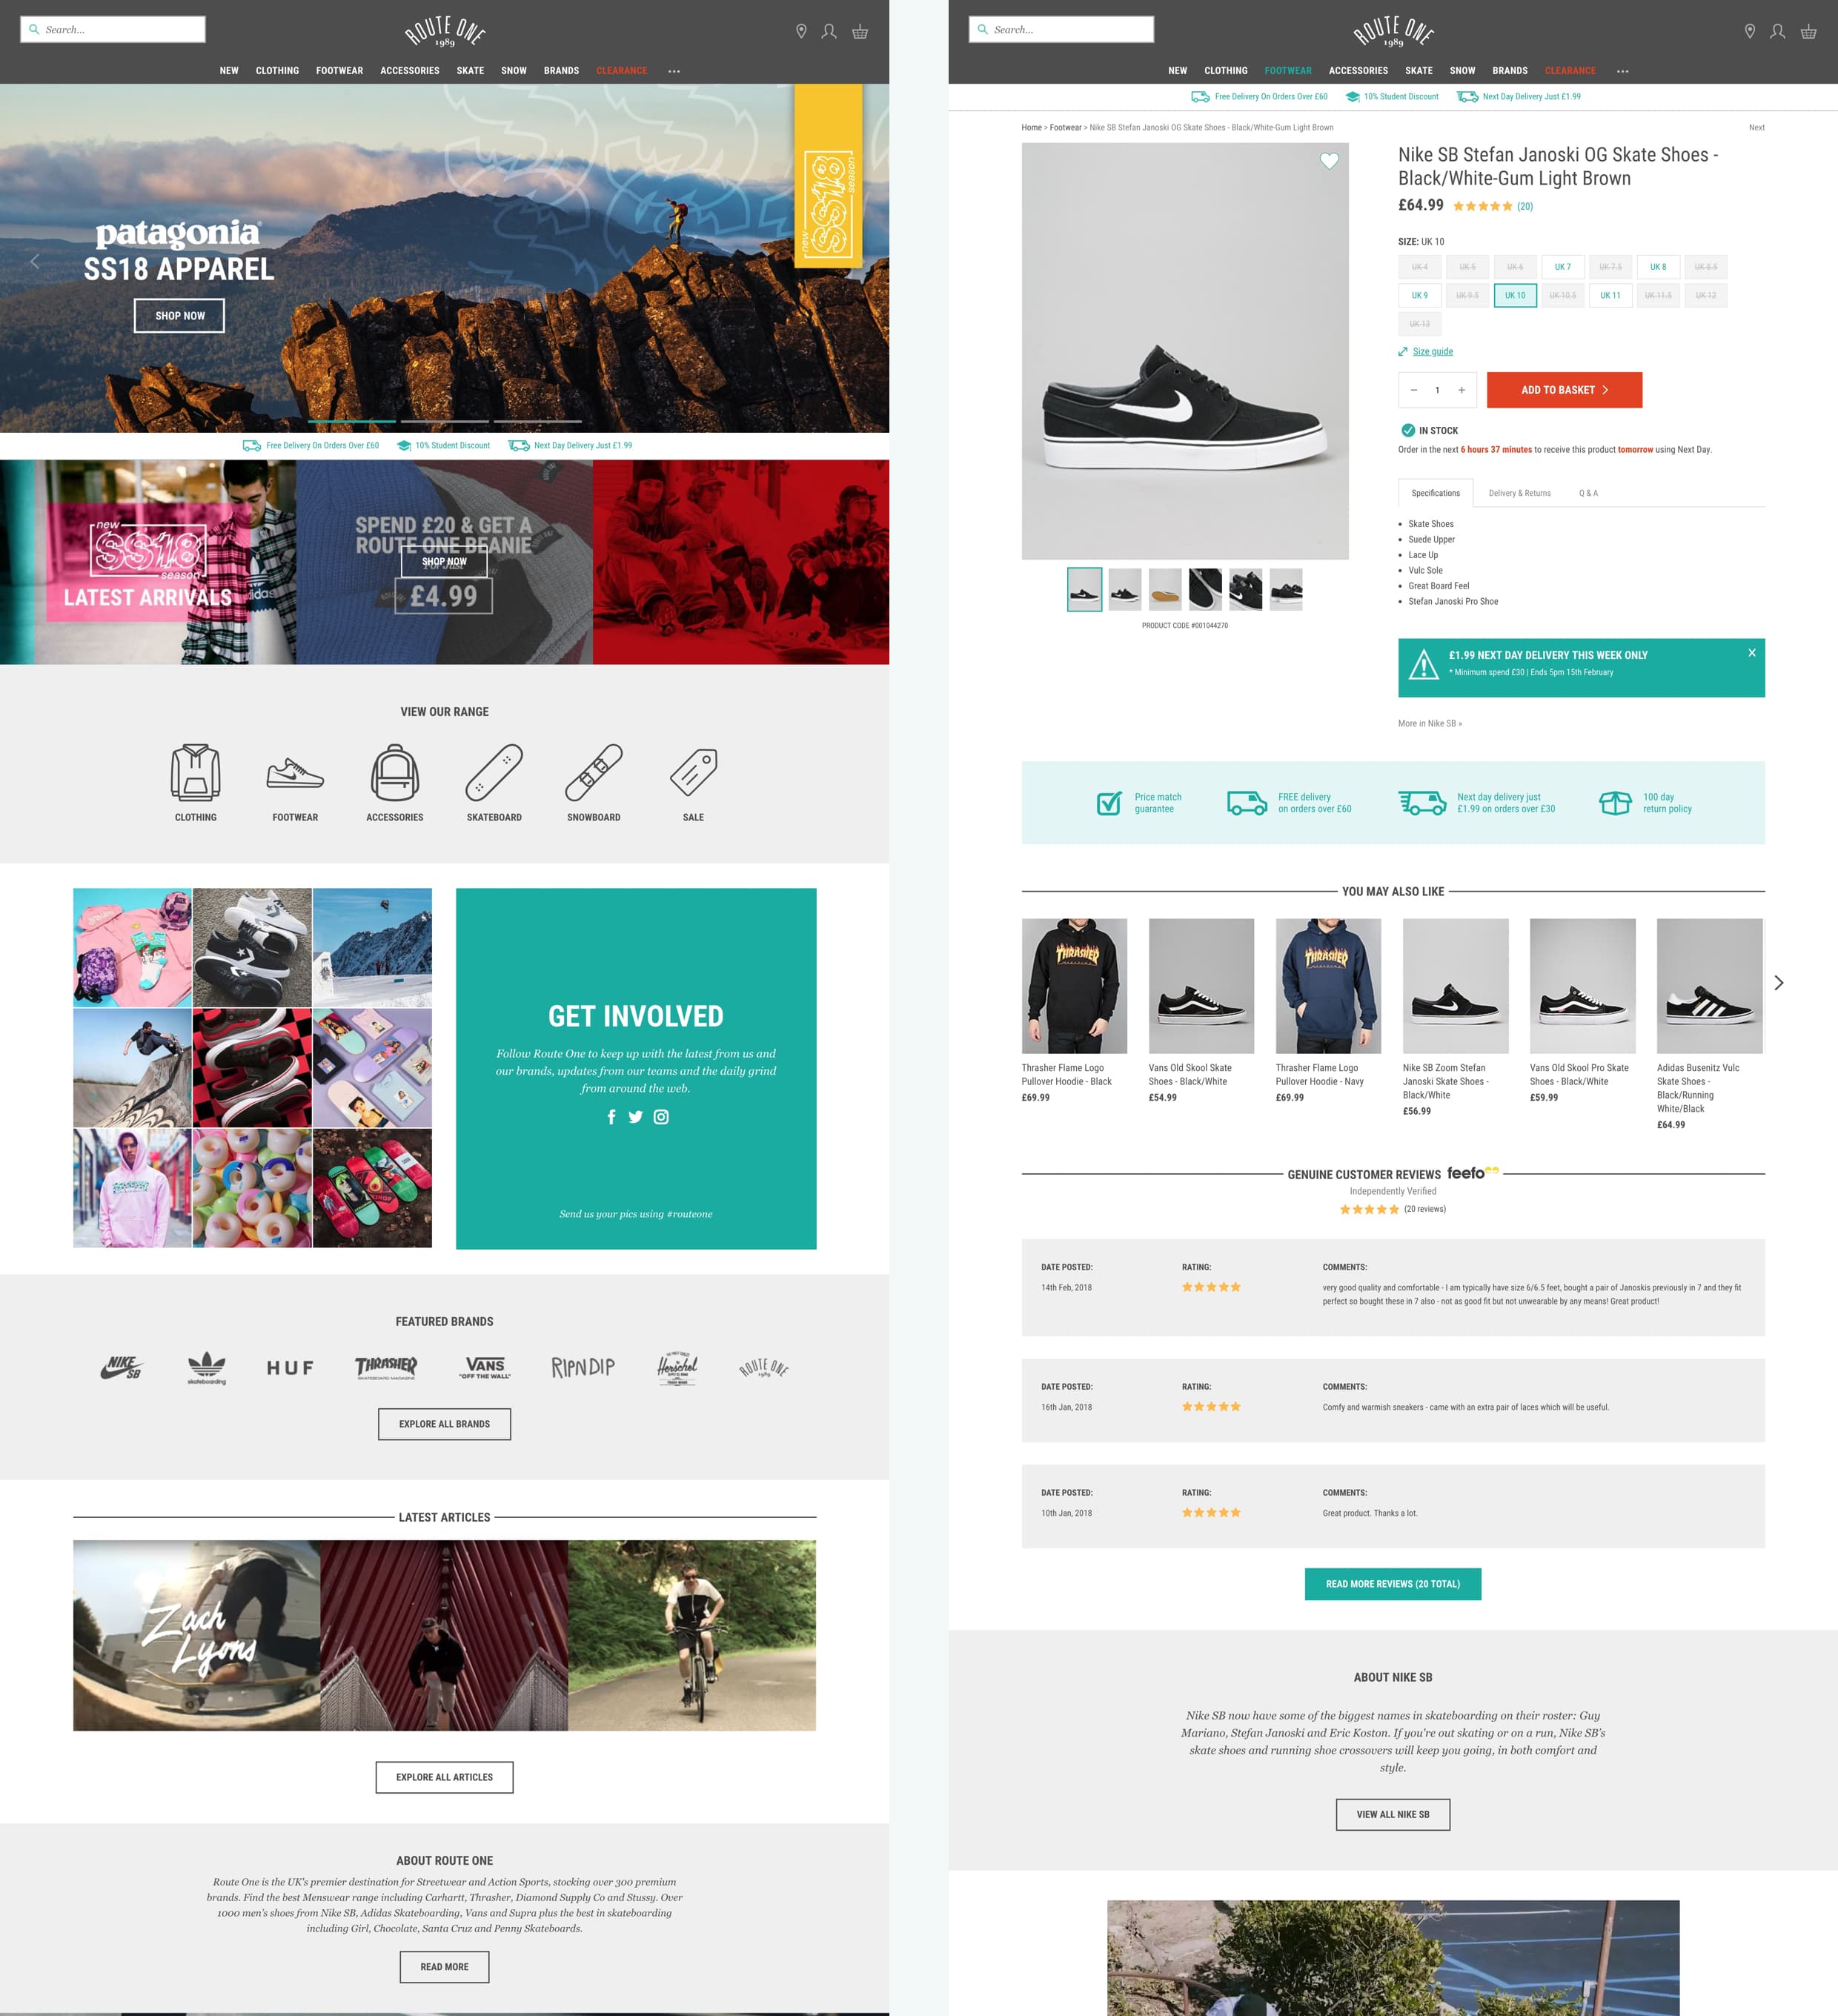 Search...
ROUTE ONE
1989
NEW CLOTHING FOOTWEAR ACCESSORIES SKATE SNOW BRANDS CLEARANCE ...
patagonia
SS18 APPAREL
SHOP NOW
new
SS18
season
Free Delivery On Orders Over £60
10% Student Discount
Next Day Delivery Just £1.99
new
SS18
season
LATEST ARRIVALS
adidas
SPEND £20 & GET A
ROUTE ONE BEANIE
SHOP NOW
£4.99
VIEW OUR RANGE
CLOTHING
FOOTWEAR
ACCESSORIES
SKATEBOARD
SNOWBOARD
SALE
GET INVOLVED
Follow Route One to keep up with the latest from us and
our brands, updates from our teams and the daily grind
from around the web.
Send us your pics using #routeone
FEATURED BRANDS
NIKE SB
skateboarding
HUF
THRASHER
SKATEBOARD MAGAZINE
VANS
"OFF THE WALL"
RIPNDIP
Herschel
ROUTE ONE
1989
EXPLORE ALL BRANDS
LATEST ARTICLES
Zach
Lyons
EXPLORE ALL ARTICLES
ABOUT ROUTE ONE
Route One is the UK's premier destination for Streetwear and Action Sports, stocking over 300 premium
brands. Find the best Menswear range including Carhartt, Thrasher, Diamond Supply Co and Stussy. Over
1000 men's shoes from Nike SB, Adidas Skateboarding, Vans and Supra plus the best in skateboarding
including Girl, Chocolate, Santa Cruz and Penny Skateboards.
READ MORE
Search...
ROUTE ONE
1989
NEW CLOTHING FOOTWEAR ACCESSORIES SKATE SNOW BRANDS CLEARANCE ...
Free Delivery On Orders Over £60
10% Student Discount
Next Day Delivery Just £1.99
Home > Footwear > Nike SB Stefan Janoski OG Skate Shoes - Black/White-Gum Light Brown
Next
Nike SB Stefan Janoski OG Skate Shoes -
Black/White-Gum Light Brown
£64.99 (20)
SIZE: UK 10
UK 4 UK 5 UK 6 UK 7 UK 7.5 UK 8 UK 8.5
UK 9 UK 9.5 UK 10 UK 10.5 UK 11 UK 11.5 UK 12
UK 13
Size guide
− 1 +
ADD TO BASKET >
IN STOCK
Order in the next 6 hours 37 minutes to receive this product tomorrow using Next Day.
Specifications Delivery & Returns Q & A
• Skate Shoes
• Suede Upper
• Lace Up
• Vulc Sole
• Great Board Feel
• Stefan Janoski Pro Shoe
PRODUCT CODE #001044270
£1.99 NEXT DAY DELIVERY THIS WEEK ONLY
X
* Minimum spend £30 | Ends 5pm 15th February
More in Nike SB »
Price match
guarantee
FREE delivery
on orders over £60
Next day delivery just
£1.99 on orders over £30
100 day
return policy
YOU MAY ALSO LIKE
THRASHER
THRASHER
Thrasher Flame Logo
Pullover Hoodie - Black
£69.99
Vans Old Skool Skate
Shoes - Black/White
£54.99
Thrasher Flame Logo
Pullover Hoodie - Navy
£69.99
Nike SB Zoom Stefan
Janoski Skate Shoes -
Black/White
£56.99
Vans Old Skool Pro Skate
Shoes - Black/White
£59.99
Adidas Busenitz Vulc
Skate Shoes -
Black/Running
White/Black
£64.99
GENUINE CUSTOMER REVIEWS feefo
Independently Verified
(20 reviews)
DATE POSTED: RATING: COMMENTS:
14th Feb, 2018
very good quality and comfortable - I am typically have size 6/6.5 feet, bought a pair of Janoskis previously in 7 and they fit
perfect so bought these in 7 also - not as good fit but not unwearable by any means! Great product!
DATE POSTED: RATING: COMMENTS:
16th Jan, 2018
Comfy and warmish sneakers - came with an extra pair of laces which will be useful.
DATE POSTED: RATING: COMMENTS:
10th Jan, 2018
Great product. Thanks a lot.
READ MORE REVIEWS (20 TOTAL)
ABOUT NIKE SB
Nike SB now have some of the biggest names in skateboarding on their roster: Guy
Mariano, Stefan Janoski and Eric Koston. If you're out skating or on a run, Nike SB's
skate shoes and running shoe crossovers will keep you going, in both comfort and
style.
VIEW ALL NIKE SB